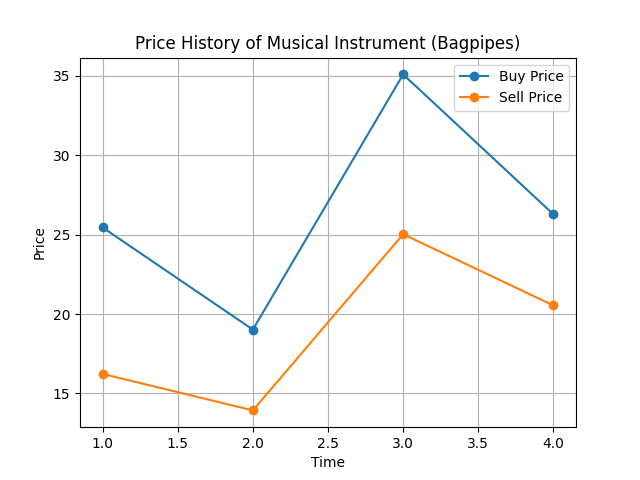 Price History of Musical Instrument (Bagpipes)
Buy Price
Sell Price
35
30
25
20
15
Price
1.0 1.5 2.0 2.5 3.0 3.5 4.0
Time